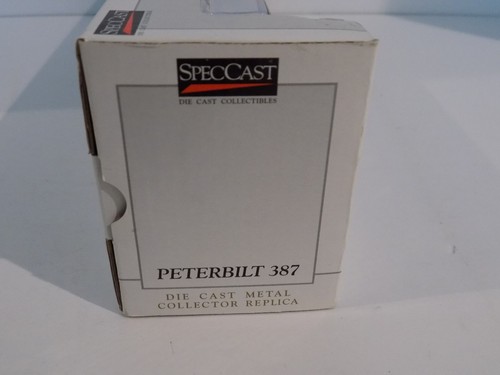 SPECCAST
DIE CAST COLLECTIBLES
PETERBILT 387
DIE CAST METAL
COLLECTOR REPLICA